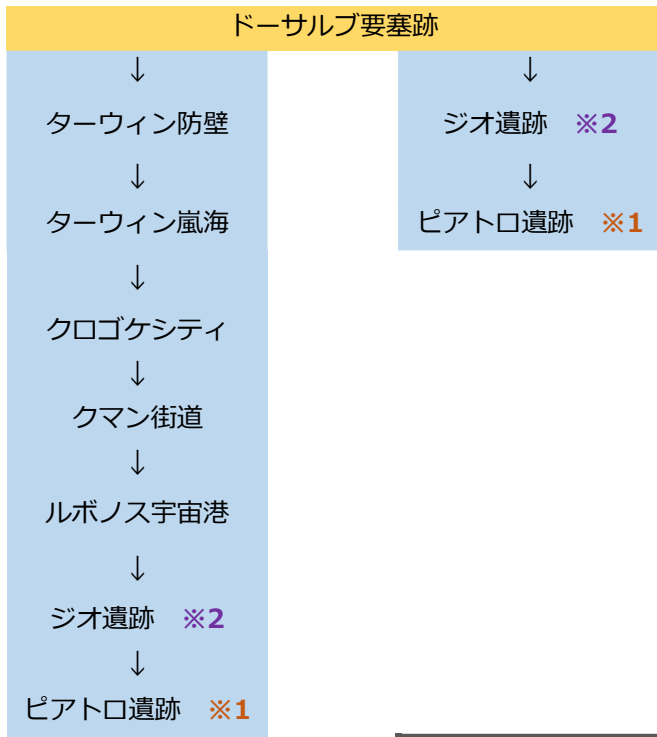 ドーサルブ要塞跡
↓
ターウィン防壁
↓
ターウィン嵐海
↓
クロゴケシティ
↓
クマン街道
↓
ルボノス宇宙港
↓
ジオ遺跡 ※2
↓
ピアトロ遺跡 ※1
↓
ジオ遺跡 ※2
↓
ピアトロ遺跡 ※1